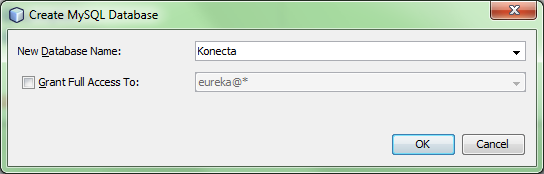 Create MySQL Database
New Database Name: Konecta
Grant Full Access To: eureka@*
OK Cancel